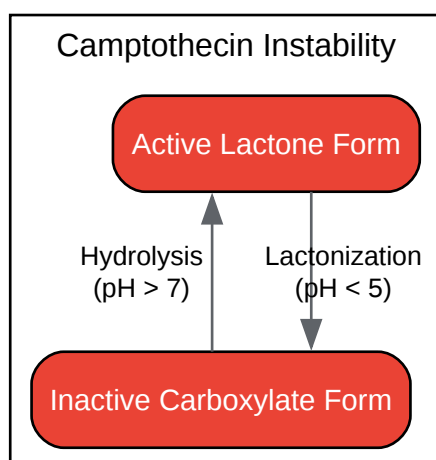 Camptothecin Instability
Active Lactone Form
Hydrolysis
(pH > 7)
Lactonization
(pH < 5)
Inactive Carboxylate Form